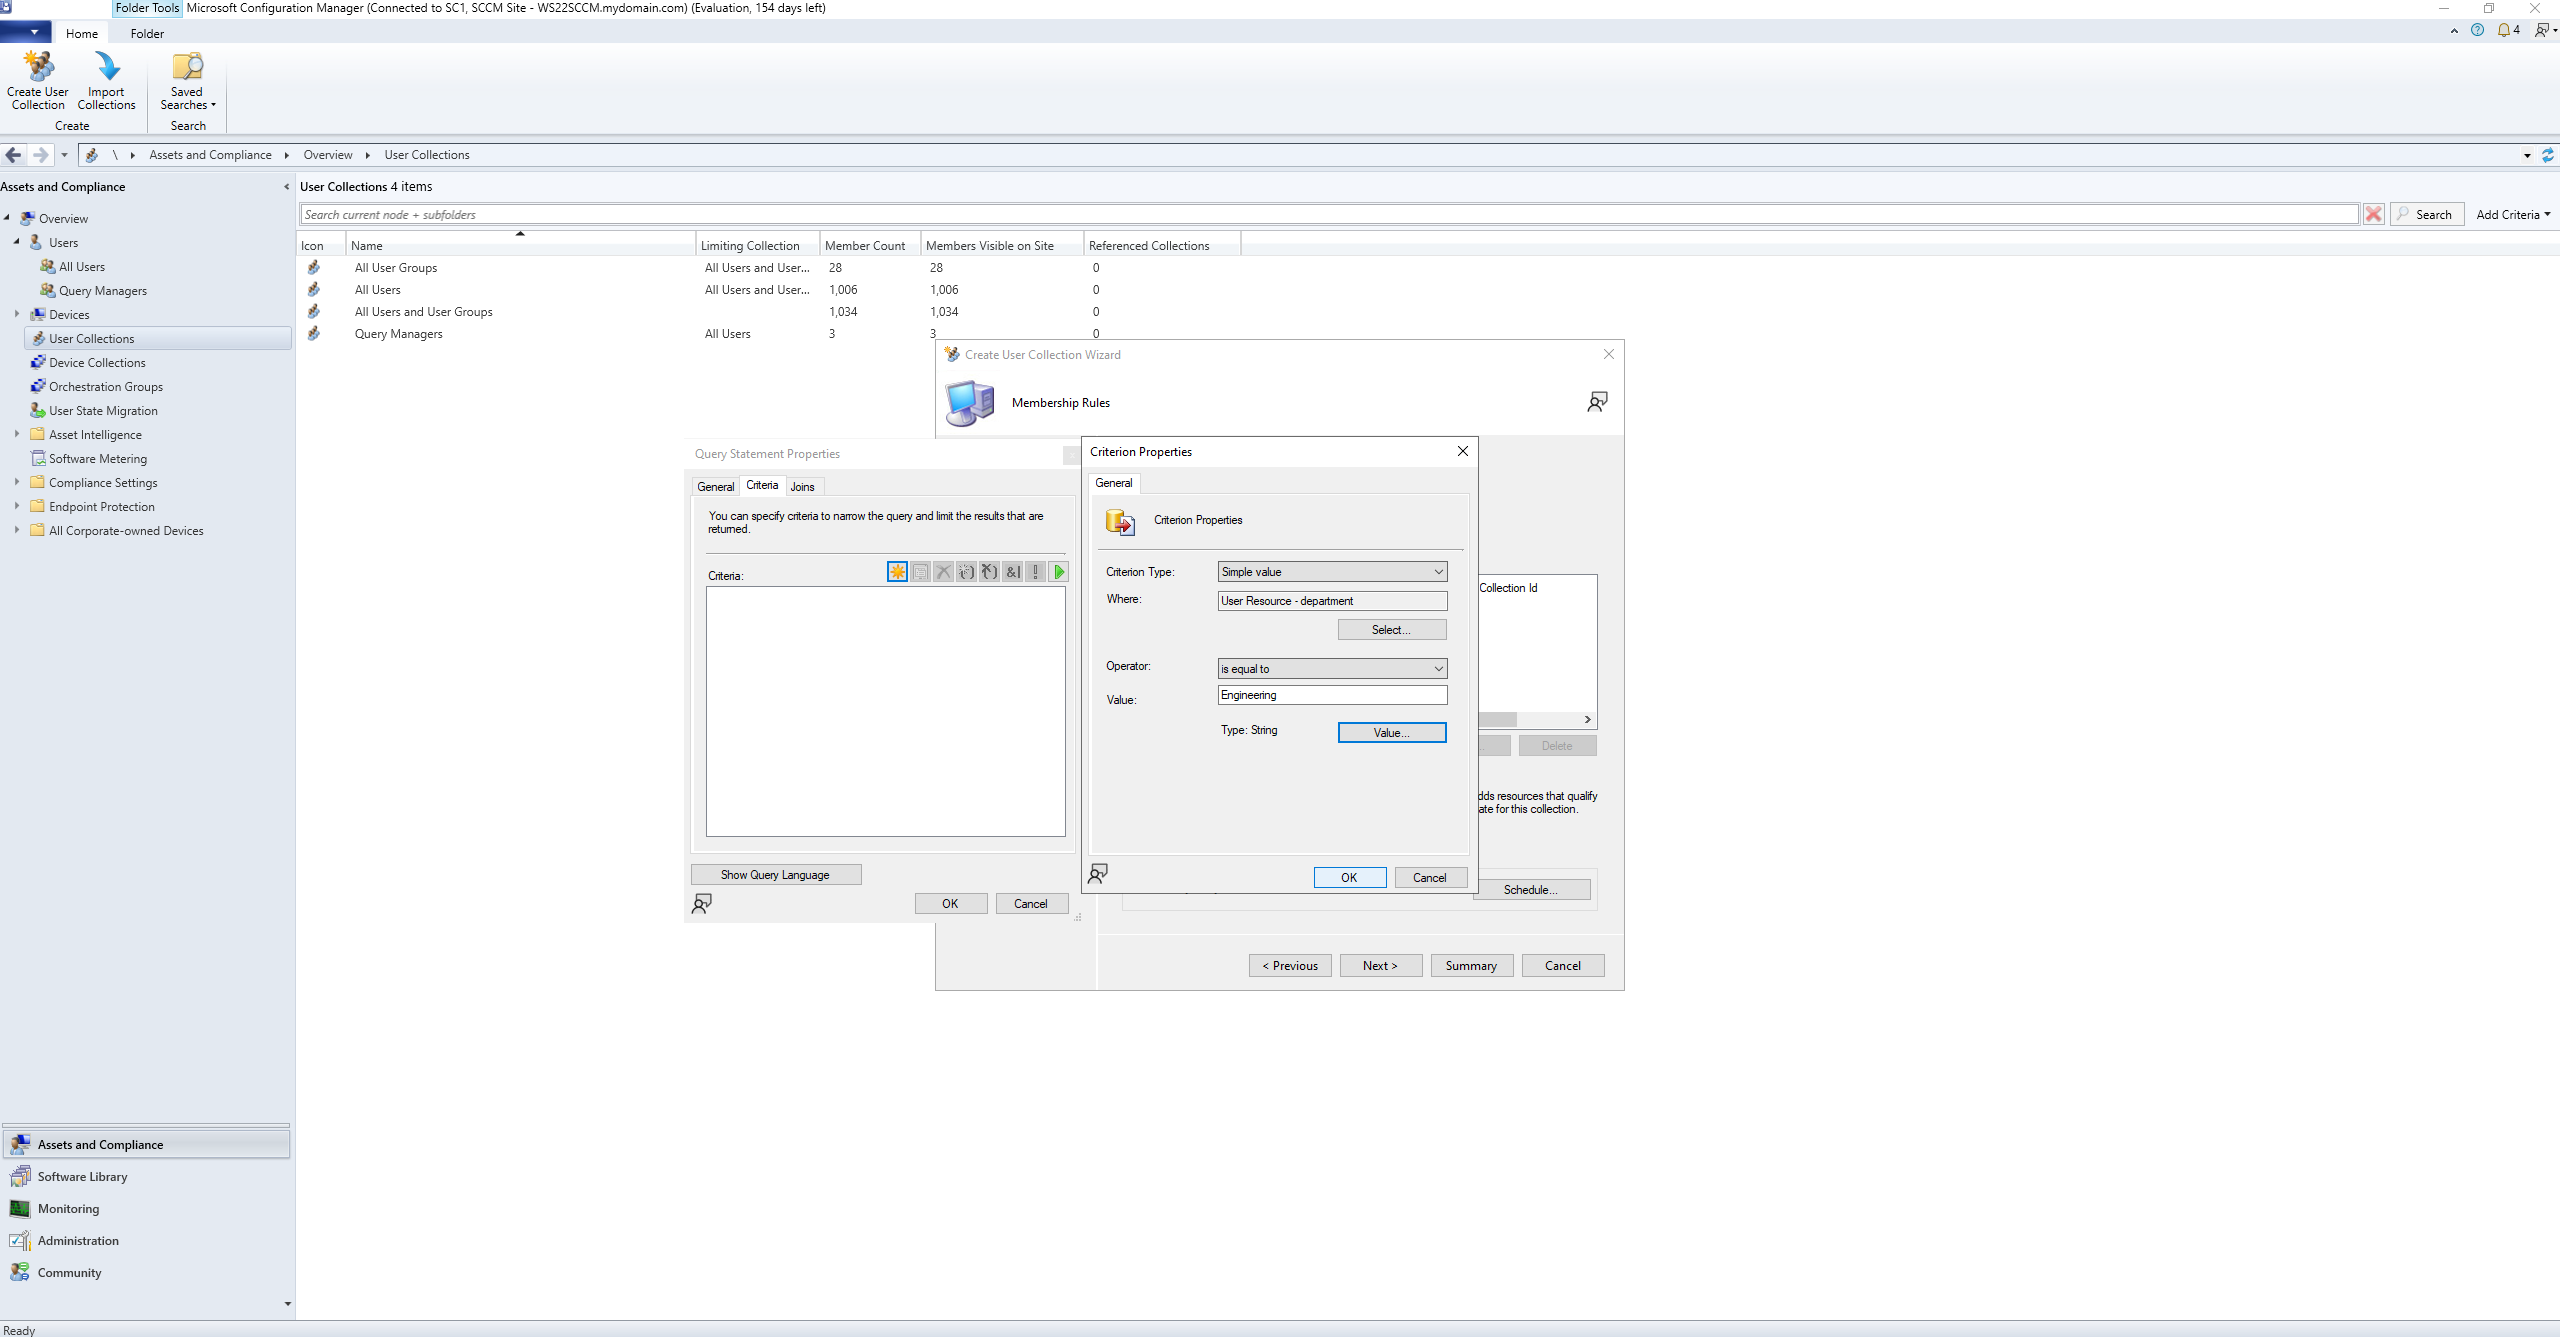 Folder Tools Microsoft Configuration Manager (Connected to SC1, SCCM Site - WS22SCCM.mydomain.com) (Evaluation, 154 days left)
Home Folder
4
Create User Collection
Import Collections
Saved Searches
Create
Search
\ Assets and Compliance Overview User Collections
Assets and Compliance
Overview
Users
All Users
Query Managers
Devices
User Collections
Device Collections
Orchestration Groups
User State Migration
Asset Intelligence
Software Metering
Compliance Settings
Endpoint Protection
All Corporate-owned Devices
Assets and Compliance
Software Library
Monitoring
Administration
Community
User Collections 4 items
Search current node + subfolders
Search
Add Criteria
Icon Name Limiting Collection Member Count Members Visible on Site Referenced Collections
All User Groups All Users and User... 28 28 0
All Users All Users and User... 1,006 1,006 0
All Users and User Groups 1,034 1,034 0
Query Managers All Users 3 3 0
Create User Collection Wizard
Membership Rules
Collection Id
Delete
dds resources that qualify
ate for this collection.
Schedule...
< Previous Next > Summary Cancel
Query Statement Properties
General Criteria Joins
You can specify criteria to narrow the query and limit the results that are
returned.
Criteria:
&|
!
Show Query Language
OK Cancel
Criterion Properties
General
Criterion Properties
Criterion Type: Simple value
Where: User Resource - department
Select...
Operator: is equal to
Value: Engineering
Type: String Value...
OK Cancel
Ready